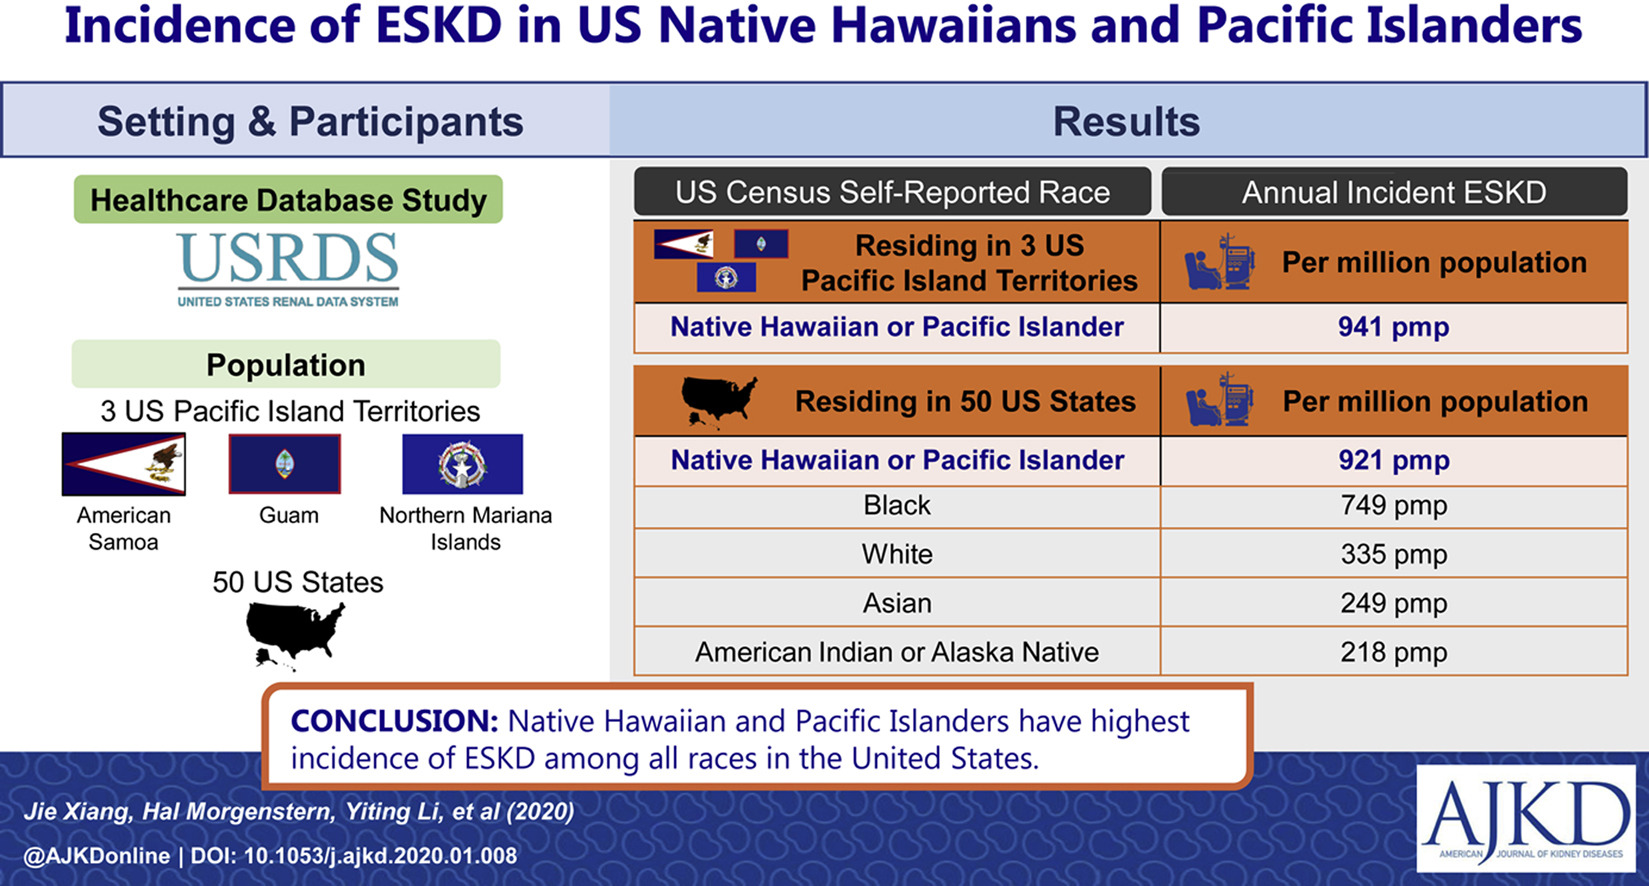 Incidence of ESKD in US Native Hawaiians and Pacific Islanders
Setting & Participants
Healthcare Database Study
USRDS
UNITED STATES RENAL DATA SYSTEM
Population
3 US Pacific Island Territories
American
Samoa
Guam
Northern Mariana
Islands
50 US States
Results
US Census Self-Reported Race
Annual Incident ESKD
Residing in 3 US
Pacific Island Territories
Per million population
Native Hawaiian or Pacific Islander
941 pmp
Residing in 50 US States
Per million population
Native Hawaiian or Pacific Islander
921 pmp
Black
749 pmp
White
335 pmp
Asian
249 pmp
American Indian or Alaska Native
218 pmp
CONCLUSION: Native Hawaiian and Pacific Islanders have highest
incidence of ESKD among all races in the United States.
Jie Xiang, Hal Morgenstern, Yiting Li, et al (2020)
@AJKDonline | DOI: 10.1053/j.ajkd.2020.01.008
AJKD
AMERICAN JOURNAL OF KIDNEY DISEASES